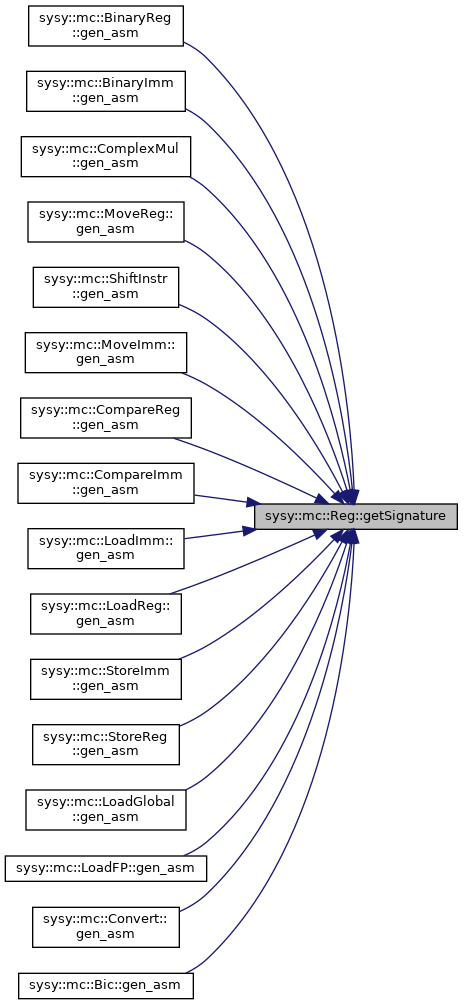 sysy::mc::BinaryReg
::gen_asm
sysy::mc::BinaryImm
::gen_asm
sysy::mc::ComplexMul
::gen_asm
sysy::mc::MoveReg::
gen_asm
sysy::mc::ShiftInstr
::gen_asm
sysy::mc::MoveImm::
gen_asm
sysy::mc::CompareReg
::gen_asm
sysy::mc::CompareImm
::gen_asm
sysy::mc::Reg::getSignature
sysy::mc::LoadImm::
gen_asm
sysy::mc::LoadReg::
gen_asm
sysy::mc::StoreImm
::gen_asm
sysy::mc::StoreReg
::gen_asm
sysy::mc::LoadGlobal
::gen_asm
sysy::mc::LoadFP::gen_asm
sysy::mc::Convert::
gen_asm
sysy::mc::Bic::gen_asm